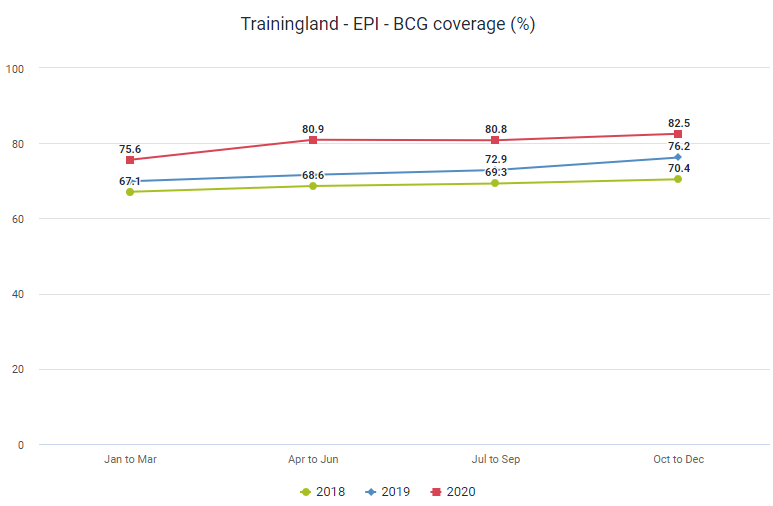 Trainingland - EPI - BCG coverage (%)
100
80
60
40
20
0
75.6
80.9
80.8
82.5
76.2
72.9
67.1
68.6
69.3
70.4
Jan to Mar
Apr to Jun
Jul to Sep
Oct to Dec
2018 2019 2020